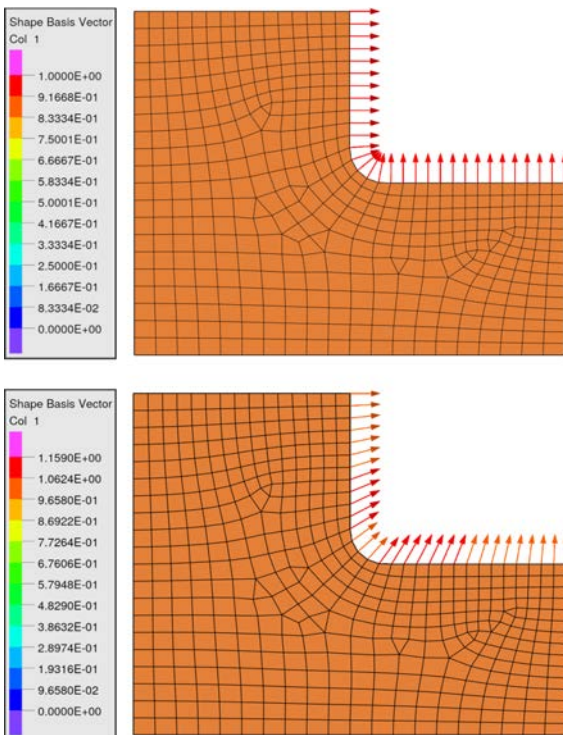 Shape Basis Vector
Col 1
1.0000E+00
9.1668E-01
8.3334E-01
7.5001E-01
6.6667E-01
5.8334E-01
5.0001E-01
4.1667E-01
3.3334E-01
2.5000E-01
1.6667E-01
8.3334E-02
0.0000E+00
Shape Basis Vector
Col 1
1.1590E+00
1.0624E+00
9.6580E-01
8.6922E-01
7.7264E-01
6.7606E-01
5.7948E-01
4.8290E-01
3.8632E-01
2.8974E-01
1.9316E-01
9.6580E-02
0.0000E+00